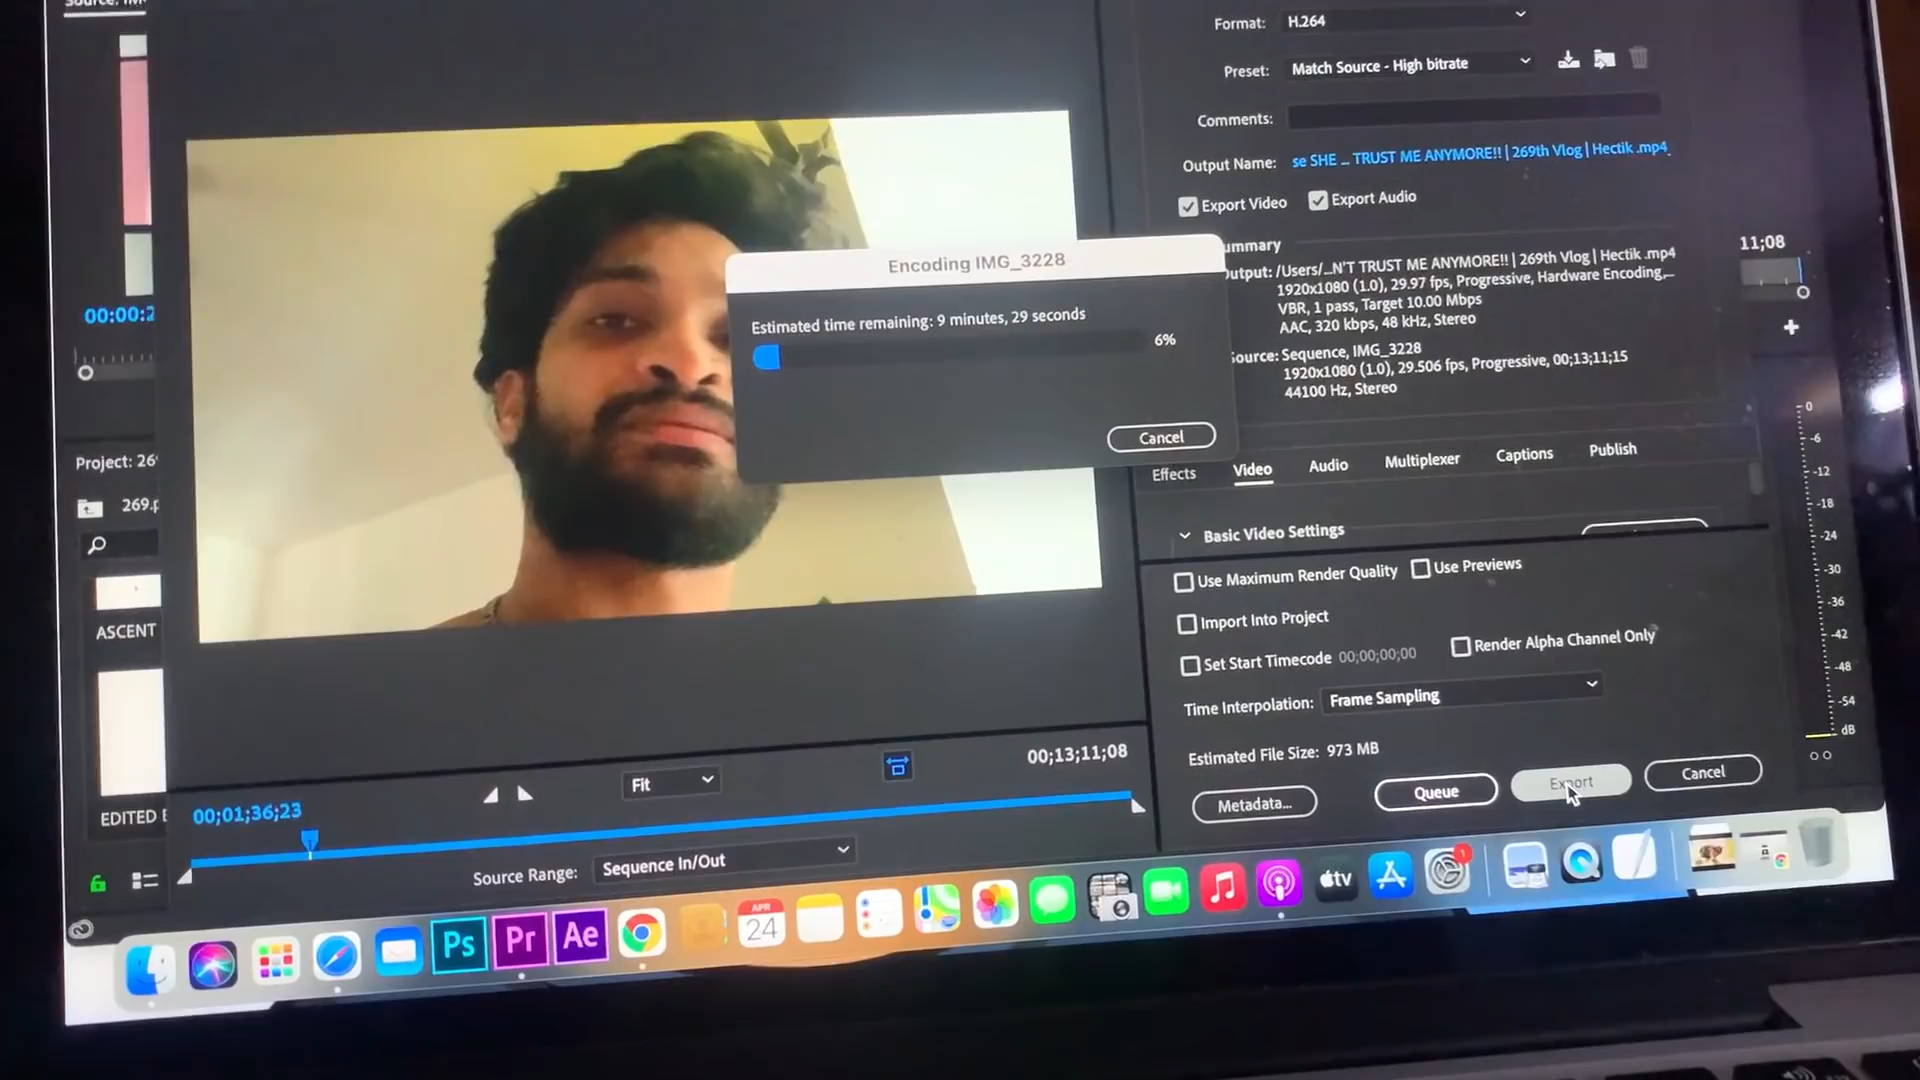 Format: H.264
Preset: Match Source - High bitrate
Comments:
Output Name: se SHE _ TRUST ME ANYMORE!! | 269th Vlog | Hectik .mp4
Export Video Export Audio
ummary
Output: /Users/...N'T TRUST ME ANYMORE!! | 269th Vlog | Hectik .mp4
1920x1080 (1.0), 29.97 fps, Progressive, Hardware Encoding,...
VBR, 1 pass, Target 10.00 Mbps
AAC, 320 kbps, 48 kHz, Stereo
Source: Sequence, IMG_3228
1920x1080 (1.0), 29.506 fps, Progressive, 00;13;11;15
44100 Hz, Stereo
11;08
Encoding IMG_3228
Estimated time remaining: 9 minutes, 29 seconds
6%
Cancel
Effects Video Audio Multiplexer Captions Publish
Basic Video Settings
Use Maximum Render Quality Use Previews
Import Into Project
Set Start Timecode 00;00;00;00 Render Alpha Channel Only
Time Interpolation: Frame Sampling
Estimated File Size: 973 MB
Metadata... Queue Export Cancel
00:00:2
Project: 26
269.p
ASCENT
EDITED E
00;01;36;23
Fit
00;13;11;08
Source Range: Sequence In/Out
0
-6
-12
-18
-24
-30
-36
-42
-48
-54
dB
Ps Pr Ae
APR
24
tv
1